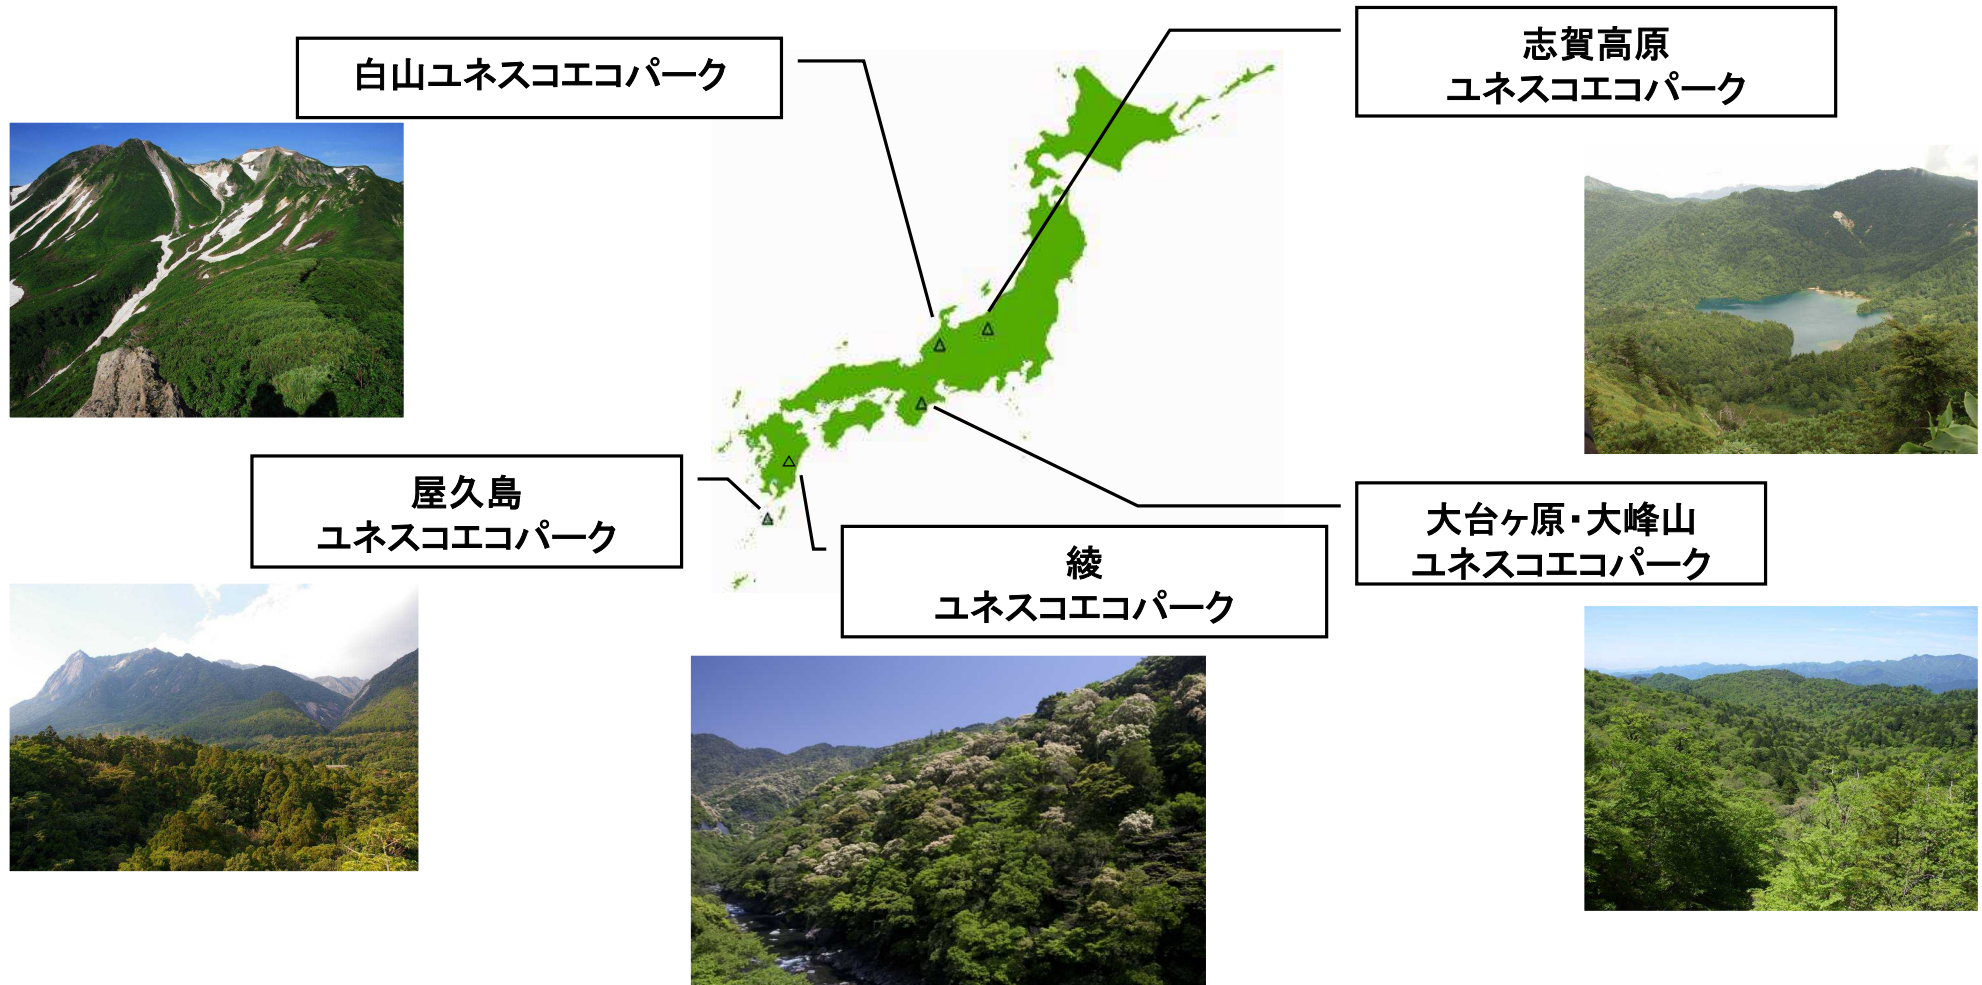 白山ユネスコエコパーク
志賀高原
ユネスコエコパーク
屋久島
ユネスコエコパーク
綾
ユネスコエコパーク
大台ヶ原・大峰山
ユネスコエコパーク